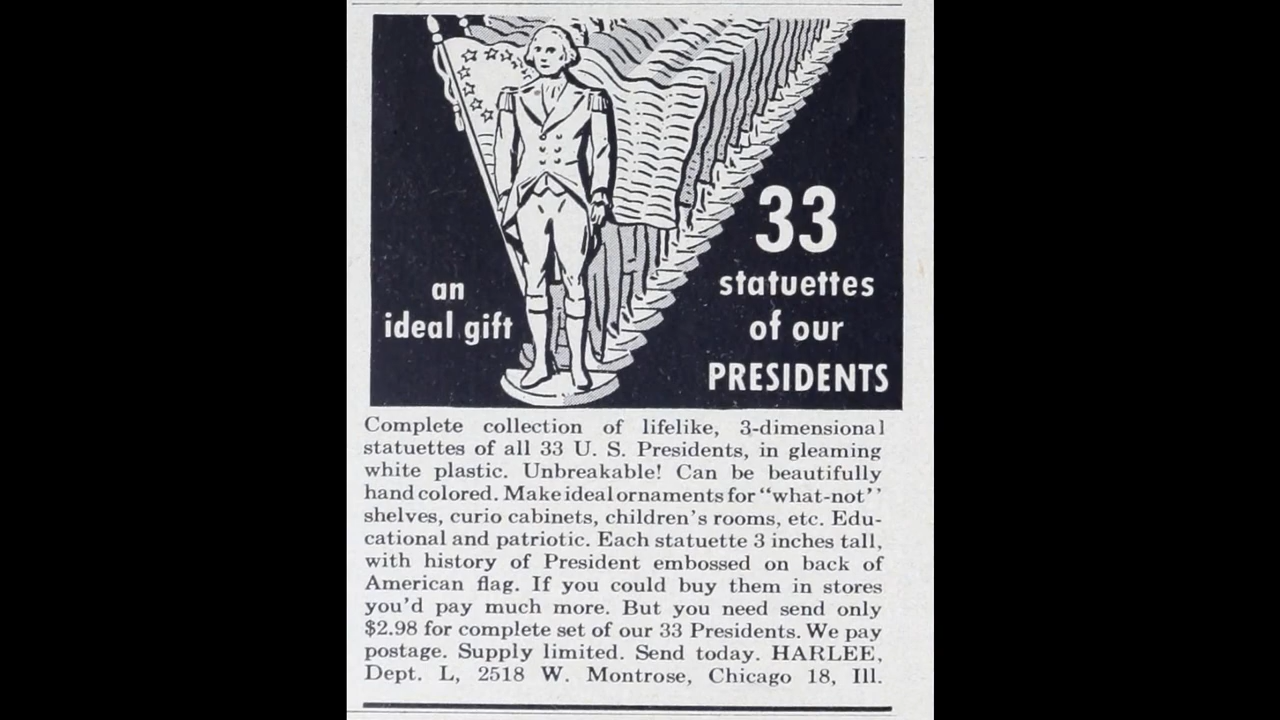 an
ideal gift
33
statuettes
of our
PRESIDENTS
Complete collection of lifelike, 3-dimensional
statuettes of all 33 U. S. Presidents, in gleaming
white plastic. Unbreakable! Can be beautifully
hand colored. Make ideal ornaments for "what-not"
shelves, curio cabinets, children's rooms, etc. Edu-
cational and patriotic. Each statuette 3 inches tall,
with history of President embossed on back of
American flag. If you could buy them in stores
you'd pay much more. But you need send only
$2.98 for complete set of our 33 Presidents. We pay
postage. Supply limited. Send today. HARLEE,
Dept. L, 2518 W. Montrose, Chicago 18, Ill.